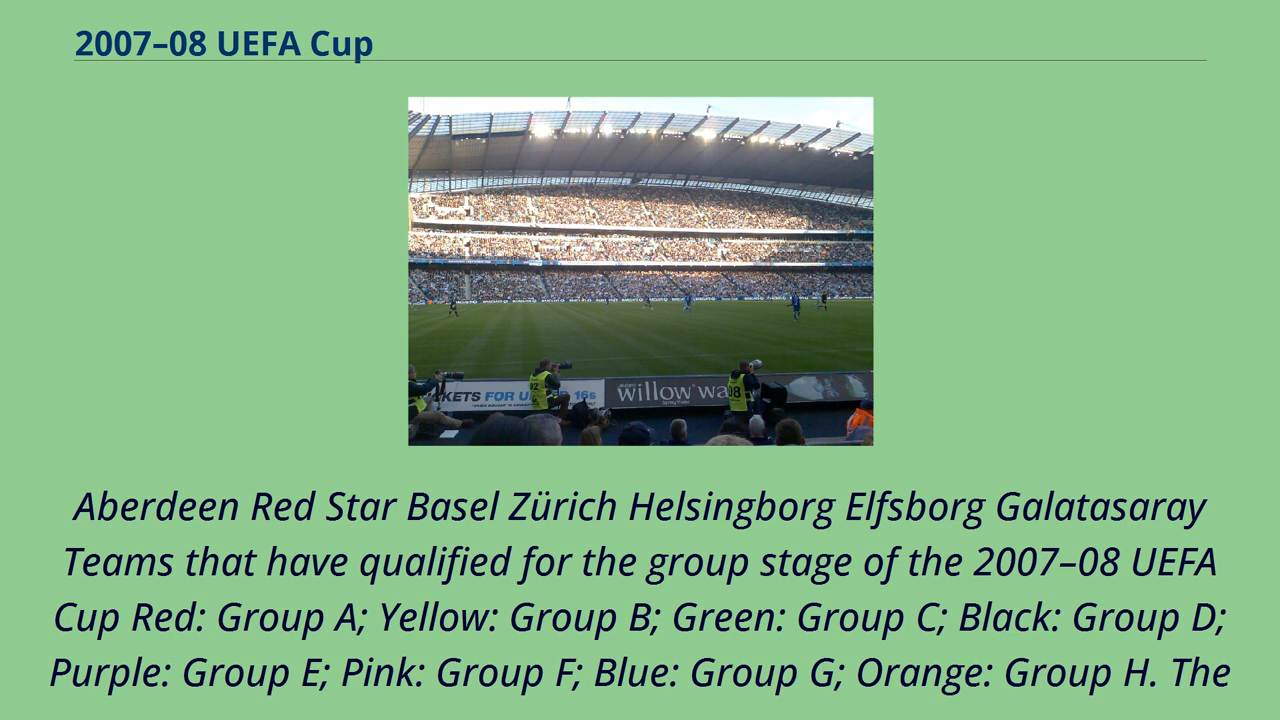 2007–08 UEFA Cup
KETS FOR U 16s
willow wa
92
08
Aberdeen Red Star Basel Zürich Helsingborg Elfsborg Galatasaray
Teams that have qualified for the group stage of the 2007–08 UEFA
Cup Red: Group A; Yellow: Group B; Green: Group C; Black: Group D;
Purple: Group E; Pink: Group F; Blue: Group G; Orange: Group H. The